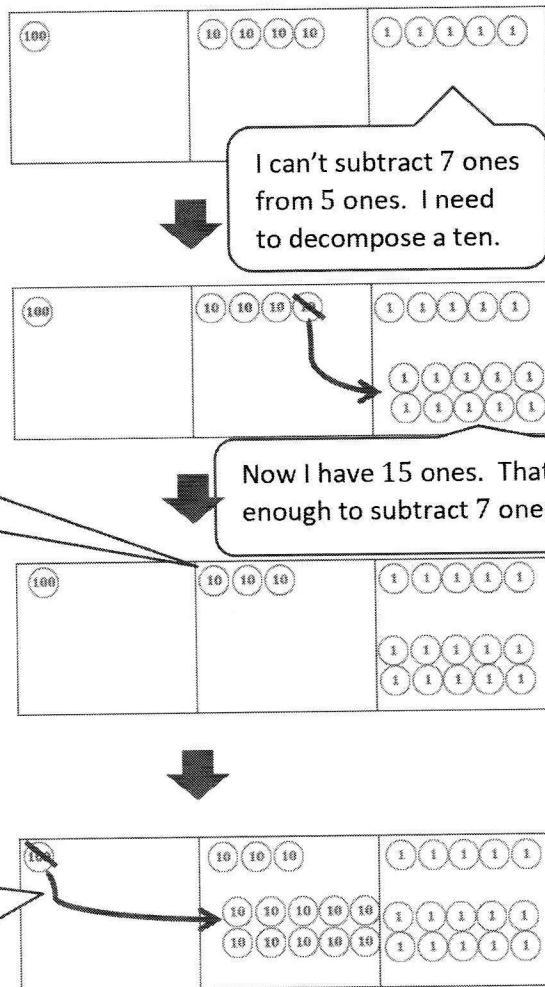 100 10 10 10 10 1 1 1 1 1
I can't subtract 7 ones
from 5 ones. I need
to decompose a ten.
100 10 10 10 10 1 1 1 1 1
1 1 1 1 1
1 1 1 1 1
Now I have 15 ones. That
enough to subtract 7 one
100 10 10 10 1 1 1 1 1
1 1 1 1 1
1 1 1 1 1
100 10 10 10 1 1 1 1 1
10 10 10 10 10 1 1 1 1 1
10 10 10 10 10 1 1 1 1 1